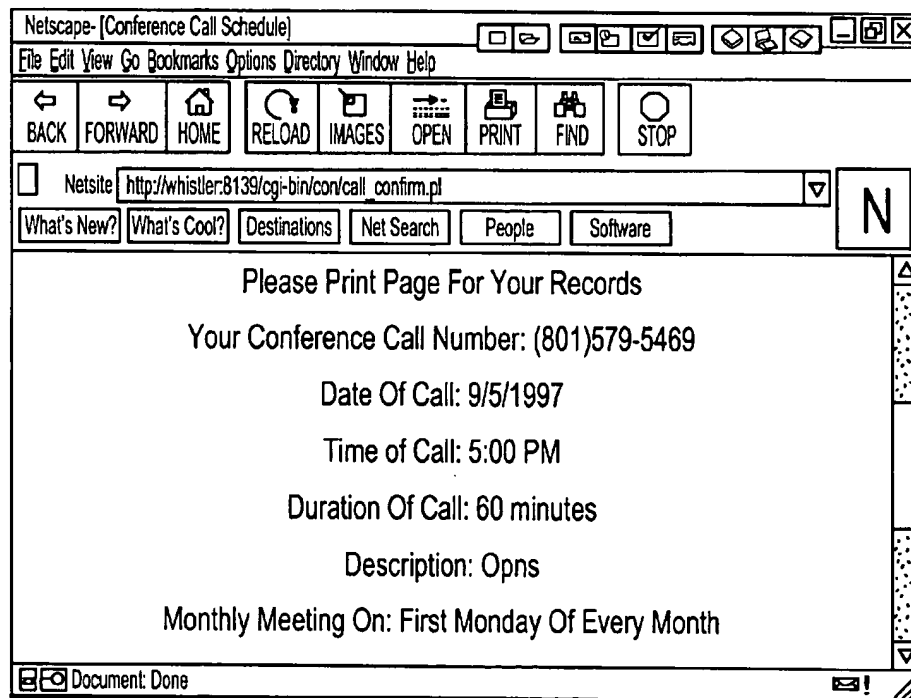 Netscape- [Conference Call Schedule]
File Edit View Go Bookmarks Options Directory Window Help
BACK FORWARD HOME RELOAD IMAGES OPEN PRINT FIND STOP
Netsite http://whistler:8139/cgi-bin/con/call_confirm.pl
N
What's New? What's Cool? Destinations Net Search People Software
Please Print Page For Your Records
Your Conference Call Number: (801)579-5469
Date Of Call: 9/5/1997
Time of Call: 5:00 PM
Duration Of Call: 60 minutes
Description: Opns
Monthly Meeting On: First Monday Of Every Month
Document: Done